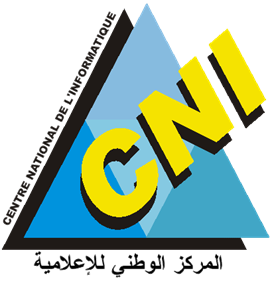 CENTRE NATIONAL DE L'INFORMATIQUE
CNI
المركز الوطني للإعلامية